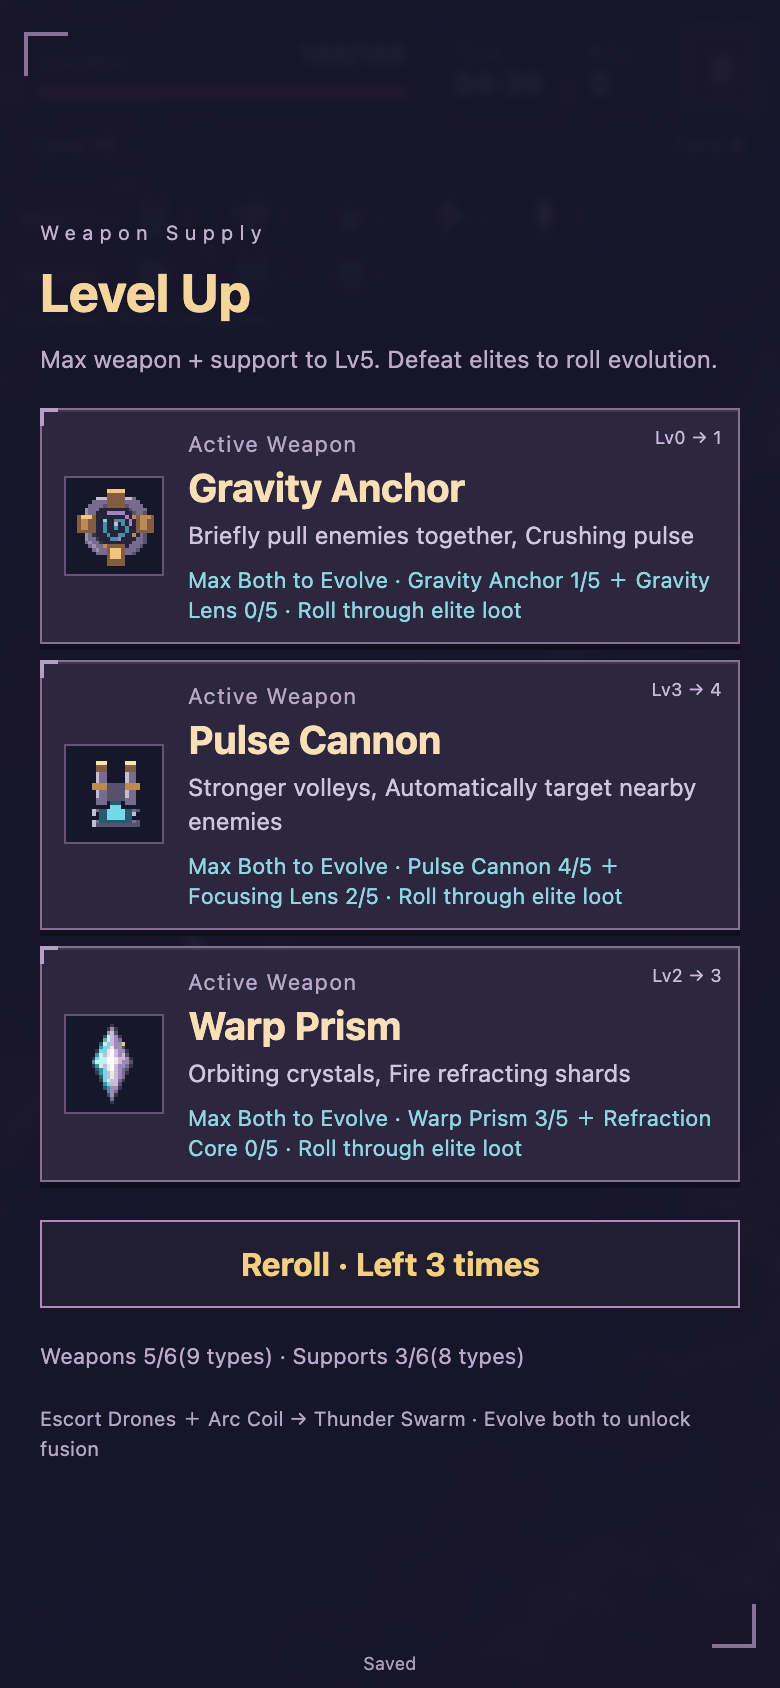 Weapon Supply
Level Up
Max weapon + support to Lv5. Defeat elites to roll evolution.
Active Weapon
Lv0 → 1
Gravity Anchor
Briefly pull enemies together, Crushing pulse
Max Both to Evolve · Gravity Anchor 1/5 + Gravity
Lens 0/5 · Roll through elite loot
Active Weapon
Lv3 → 4
Pulse Cannon
Stronger volleys, Automatically target nearby
enemies
Max Both to Evolve · Pulse Cannon 4/5 +
Focusing Lens 2/5 · Roll through elite loot
Active Weapon
Lv2 → 3
Warp Prism
Orbiting crystals, Fire refracting shards
Max Both to Evolve · Warp Prism 3/5 + Refraction
Core 0/5 · Roll through elite loot
Reroll · Left 3 times
Weapons 5/6(9 types) · Supports 3/6(8 types)
Escort Drones + Arc Coil → Thunder Swarm · Evolve both to unlock
fusion
Saved